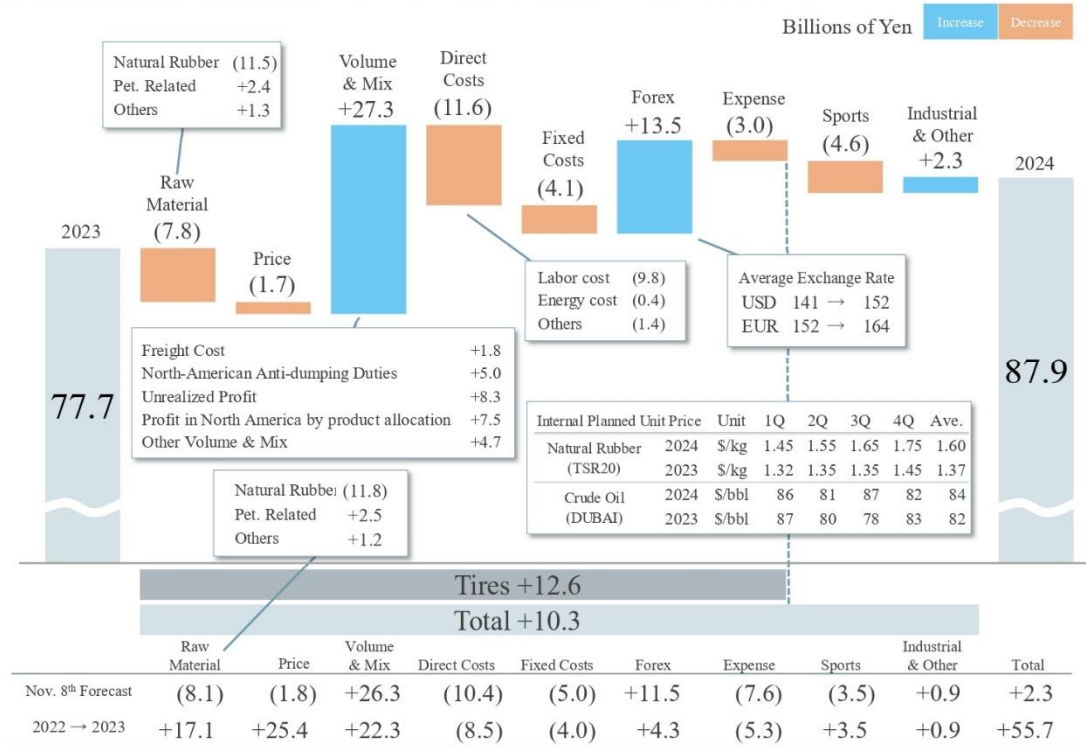 Billions of Yen
Increase
Decrease
Natural Rubber (11.5)
Pet. Related +2.4
Others +1.3
Volume
& Mix
+27.3
Direct
Costs
(11.6)
Fixed
Costs
(4.1)
Forex
+13.5
Expense
(3.0)
Sports
(4.6)
Industrial
& Other
+2.3
2024
2023
Raw
Material
(7.8)
Price
(1.7)
Labor cost (9.8)
Energy cost (0.4)
Others (1.4)
Average Exchange Rate
USD 141 → 152
EUR 152 → 164
77.7
87.9
Freight Cost +1.8
North-American Anti-dumping Duties +5.0
Unrealized Profit +8.3
Profit in North America by product allocation +7.5
Other Volume & Mix +4.7
Internal Planned Unit Price Unit 1Q 2Q 3Q 4Q Ave.
Natural Rubber 2024 $/kg 1.45 1.55 1.65 1.75 1.60
(TSR20) 2023 $/kg 1.32 1.35 1.35 1.45 1.37
Crude Oil 2024 $/bbl 86 81 87 82 84
(DUBAI) 2023 $/bbl 87 80 78 83 82
Natural Rubber (11.8)
Pet. Related +2.5
Others +1.2
Tires +12.6
Total +10.3
Raw Material Price Volume & Mix Direct Costs Fixed Costs Forex Expense Sports Industrial & Other Total
Nov. 8th Forecast (8.1) (1.8) +26.3 (10.4) (5.0) +11.5 (7.6) (3.5) +0.9 +2.3
2022 → 2023 +17.1 +25.4 +22.3 (8.5) (4.0) +4.3 (5.3) +3.5 +0.9 +55.7